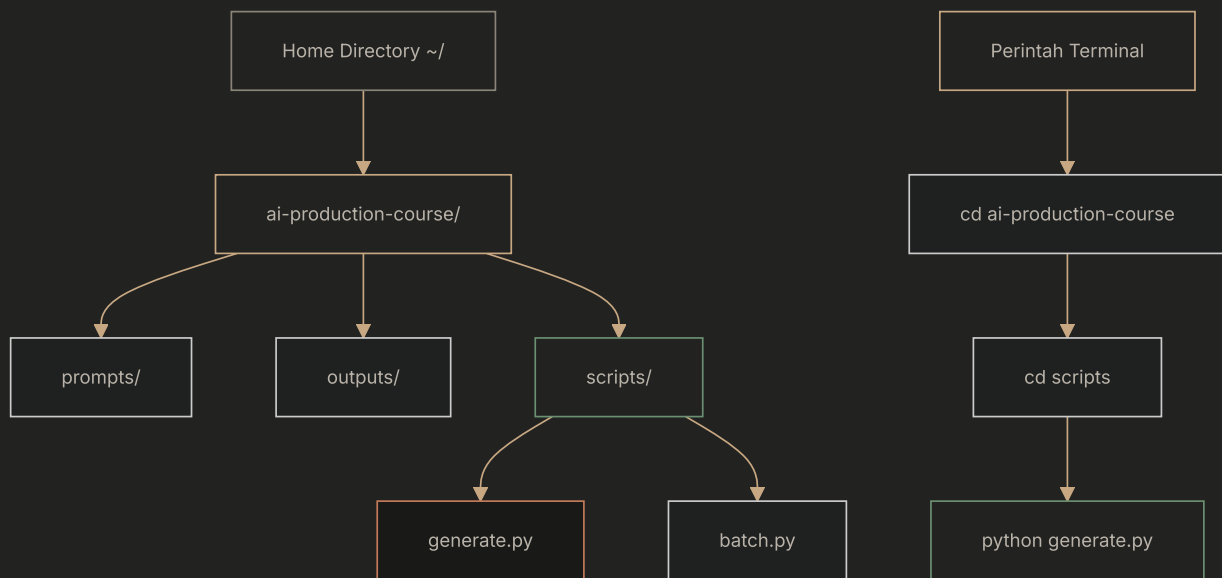 Home Directory ~/
Perintah Terminal
ai-production-course/
cd ai-production-course
prompts/
outputs/
scripts/
cd scripts
generate.py
batch.py
python generate.py